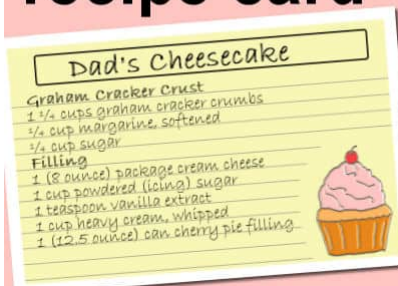 recipe card
Dad's Cheesecake
Graham Cracker Crust
1 1/4 cups graham cracker crumbs
1/4 cup margarine, softened
1/4 cup sugar
Filling
1 (8 ounce) package cream cheese
1 cup powdered (icing) sugar
1 teaspoon vanilla extract
1 cup heavy cream, whipped
1 (12.5 ounce) can cherry pie filling